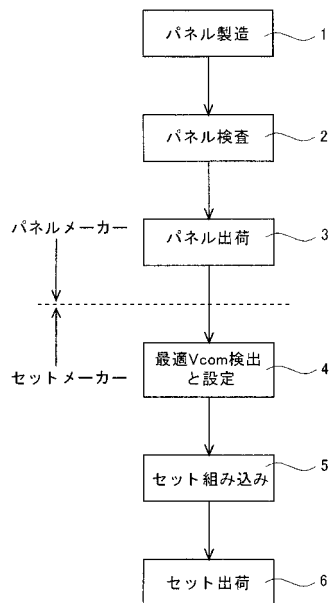 パネル製造
1
パネル検査
2
パネル出荷
3
パネルメーカー
セットメーカー
最適Vcom検出
と設定
4
セット組み込み
5
セット出荷
6